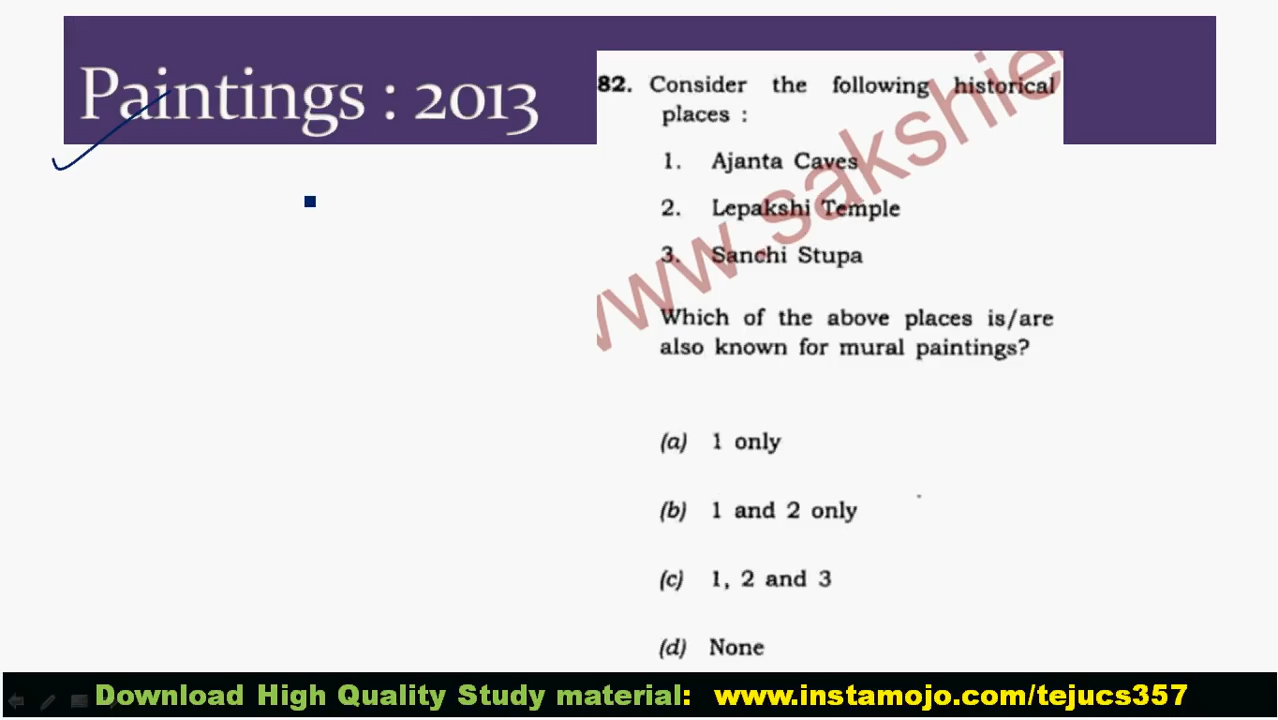 Paintings : 2013
82. Consider the following historical
places :
1. Ajanta Caves
2. Lepakshi Temple
3. Sanchi Stupa
Which of the above places is/are
also known for mural paintings?
(a) 1 only
(b) 1 and 2 only
(c) 1, 2 and 3
(d) None
www.sakshie
Download High Quality Study material: www.instamojo.com/tejucs357